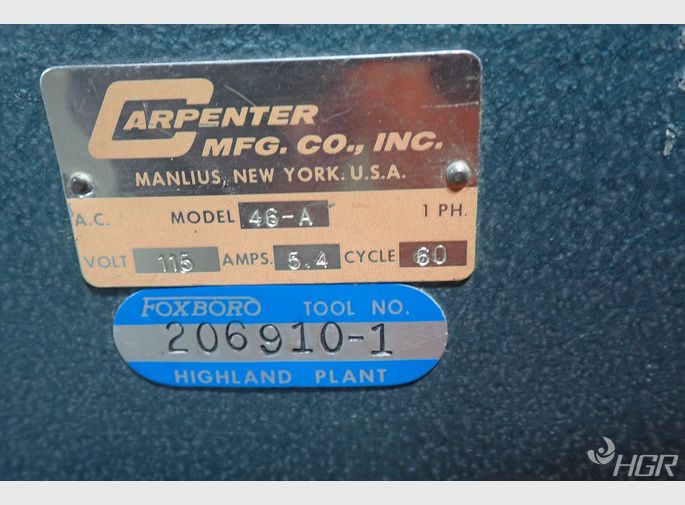 CARPENTER
MFG. CO., INC.
MANLIUS, NEW YORK. U.S.A.
A.C. MODEL 46-A 1 PH.
VOLT 115 AMPS. 5.4 CYCLE 60
FOXBORO TOOL NO.
206910-1
HIGHLAND PLANT
HGR